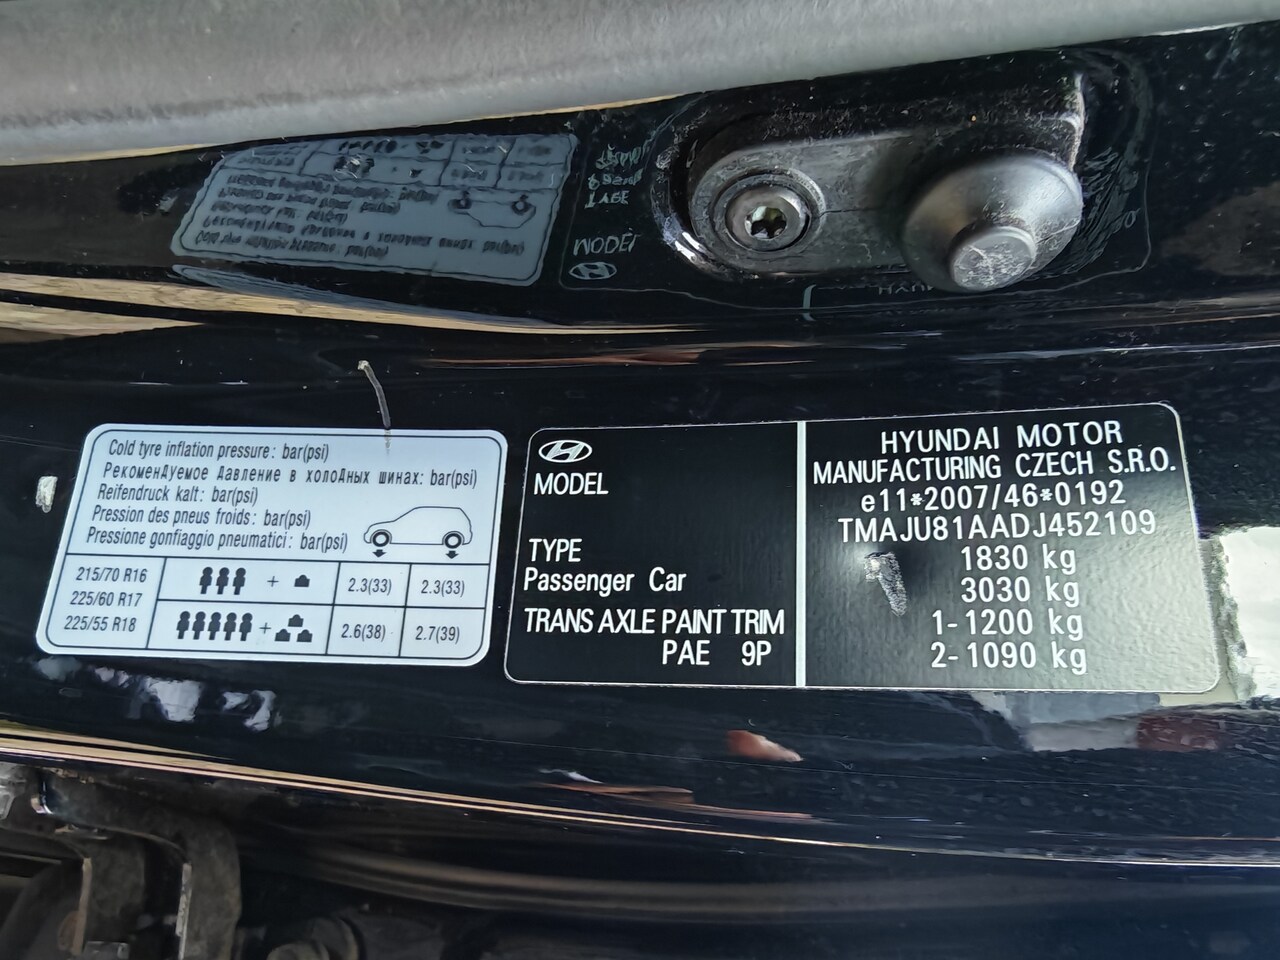 Cold tyre inflation pressure: bar(psi)
РекоменДуемое Давление в холоДных шинах: bar(psi)
Reifendruck kalt: bar(psi)
Pression des pneus froids: bar(psi)
Pressione gonfiaggio pneumatici: bar(psi)
215/70 R16
225/60 R17
225/55 R18
+ 2.3(33) 2.3(33)
+ 2.6(38) 2.7(39)
MODEL
TYPE
Passenger Car
TRANS AXLE PAINT TRIM
PAE 9P
HYUNDAI MOTOR
MANUFACTURING CZECH S.R.O.
e11*2007/46*0192
TMAJU81AADJ452109
1830 kg
3030 kg
1-1200 kg
2-1090 kg